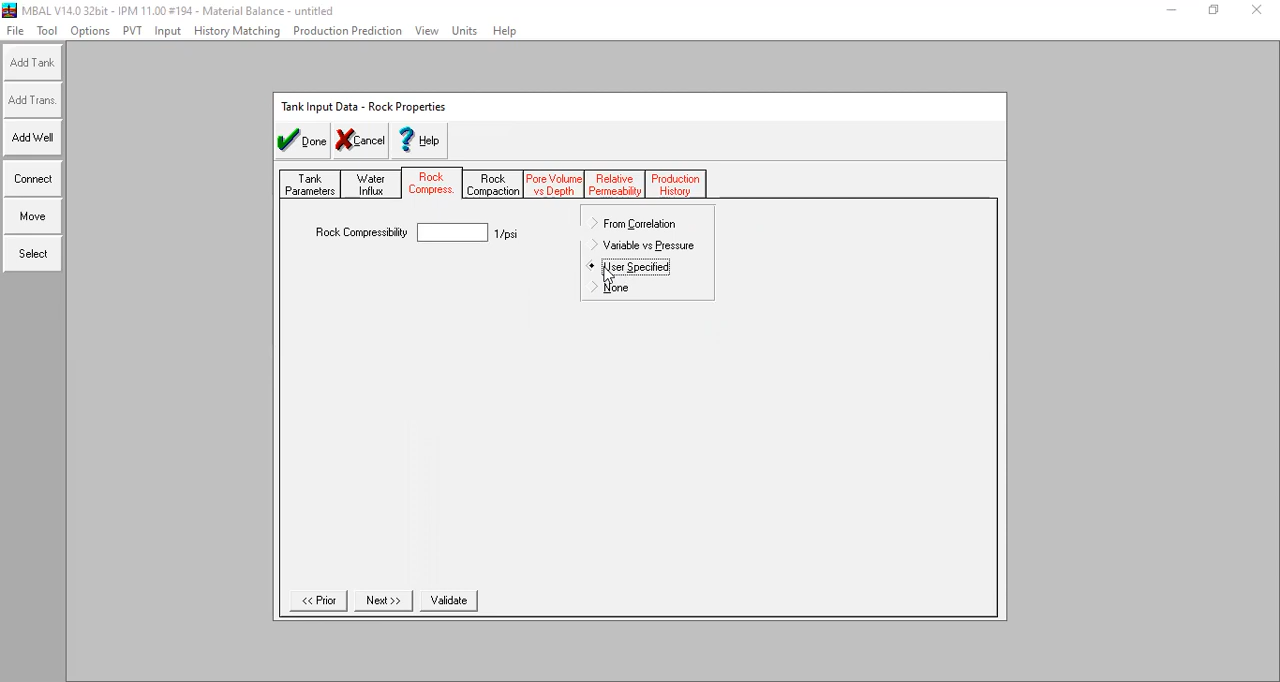 MBAL V14.0 32bit - IPM 11.00 #194 - Material Balance - untitled
File Tool Options PVT Input History Matching Production Prediction View Units Help
Add Tank
Add Trans.
Add Well
Connect
Move
Select
Tank Input Data - Rock Properties
Done Cancel Help
Tank Parameters
Water Influx
Rock Compress.
Rock Compaction
Pore Volume vs Depth
Relative Permeability
Production History
Rock Compressibility 1/psi
From Correlation
Variable vs Pressure
User Specified
None
<< Prior Next >> Validate